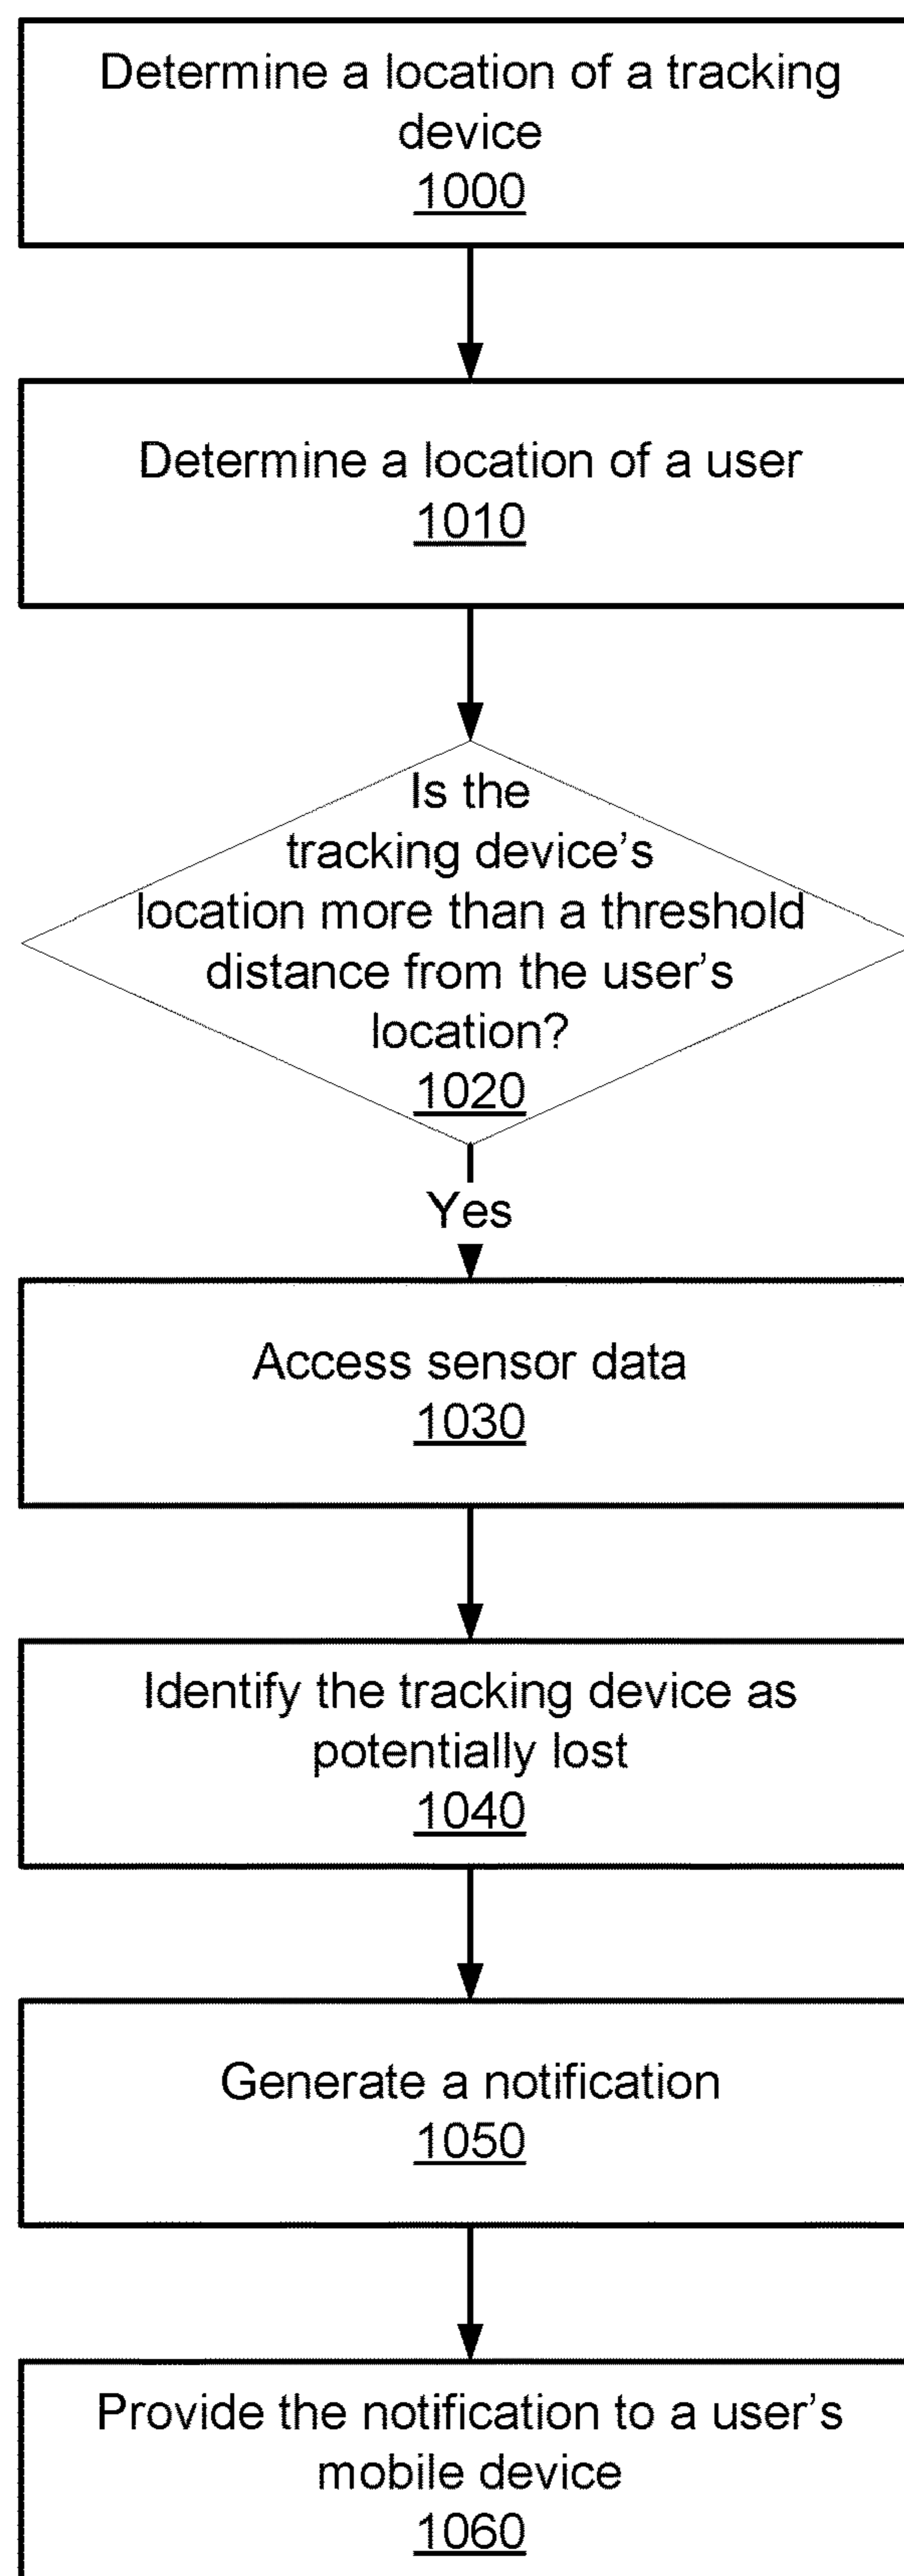 Determine a location of a tracking
device
1000
Determine a location of a user
1010
Is the
tracking device’s
location more than a threshold
distance from the user’s
location?
1020
Yes
Access sensor data
1030
Identify the tracking device as
potentially lost
1040
Generate a notification
1050
Provide the notification to a user’s
mobile device
1060